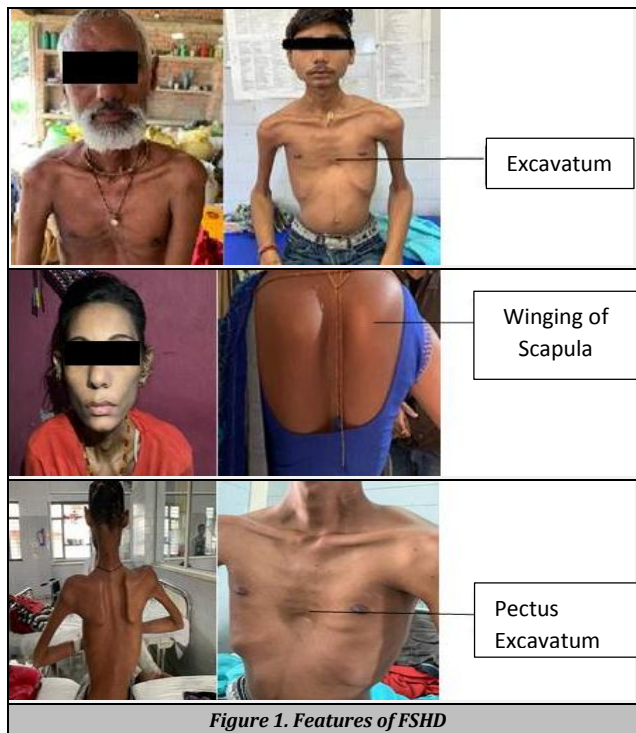 Excavatum
Winging of
Scapula
Pectus
Excavatum
Figure 1. Features of FSHD